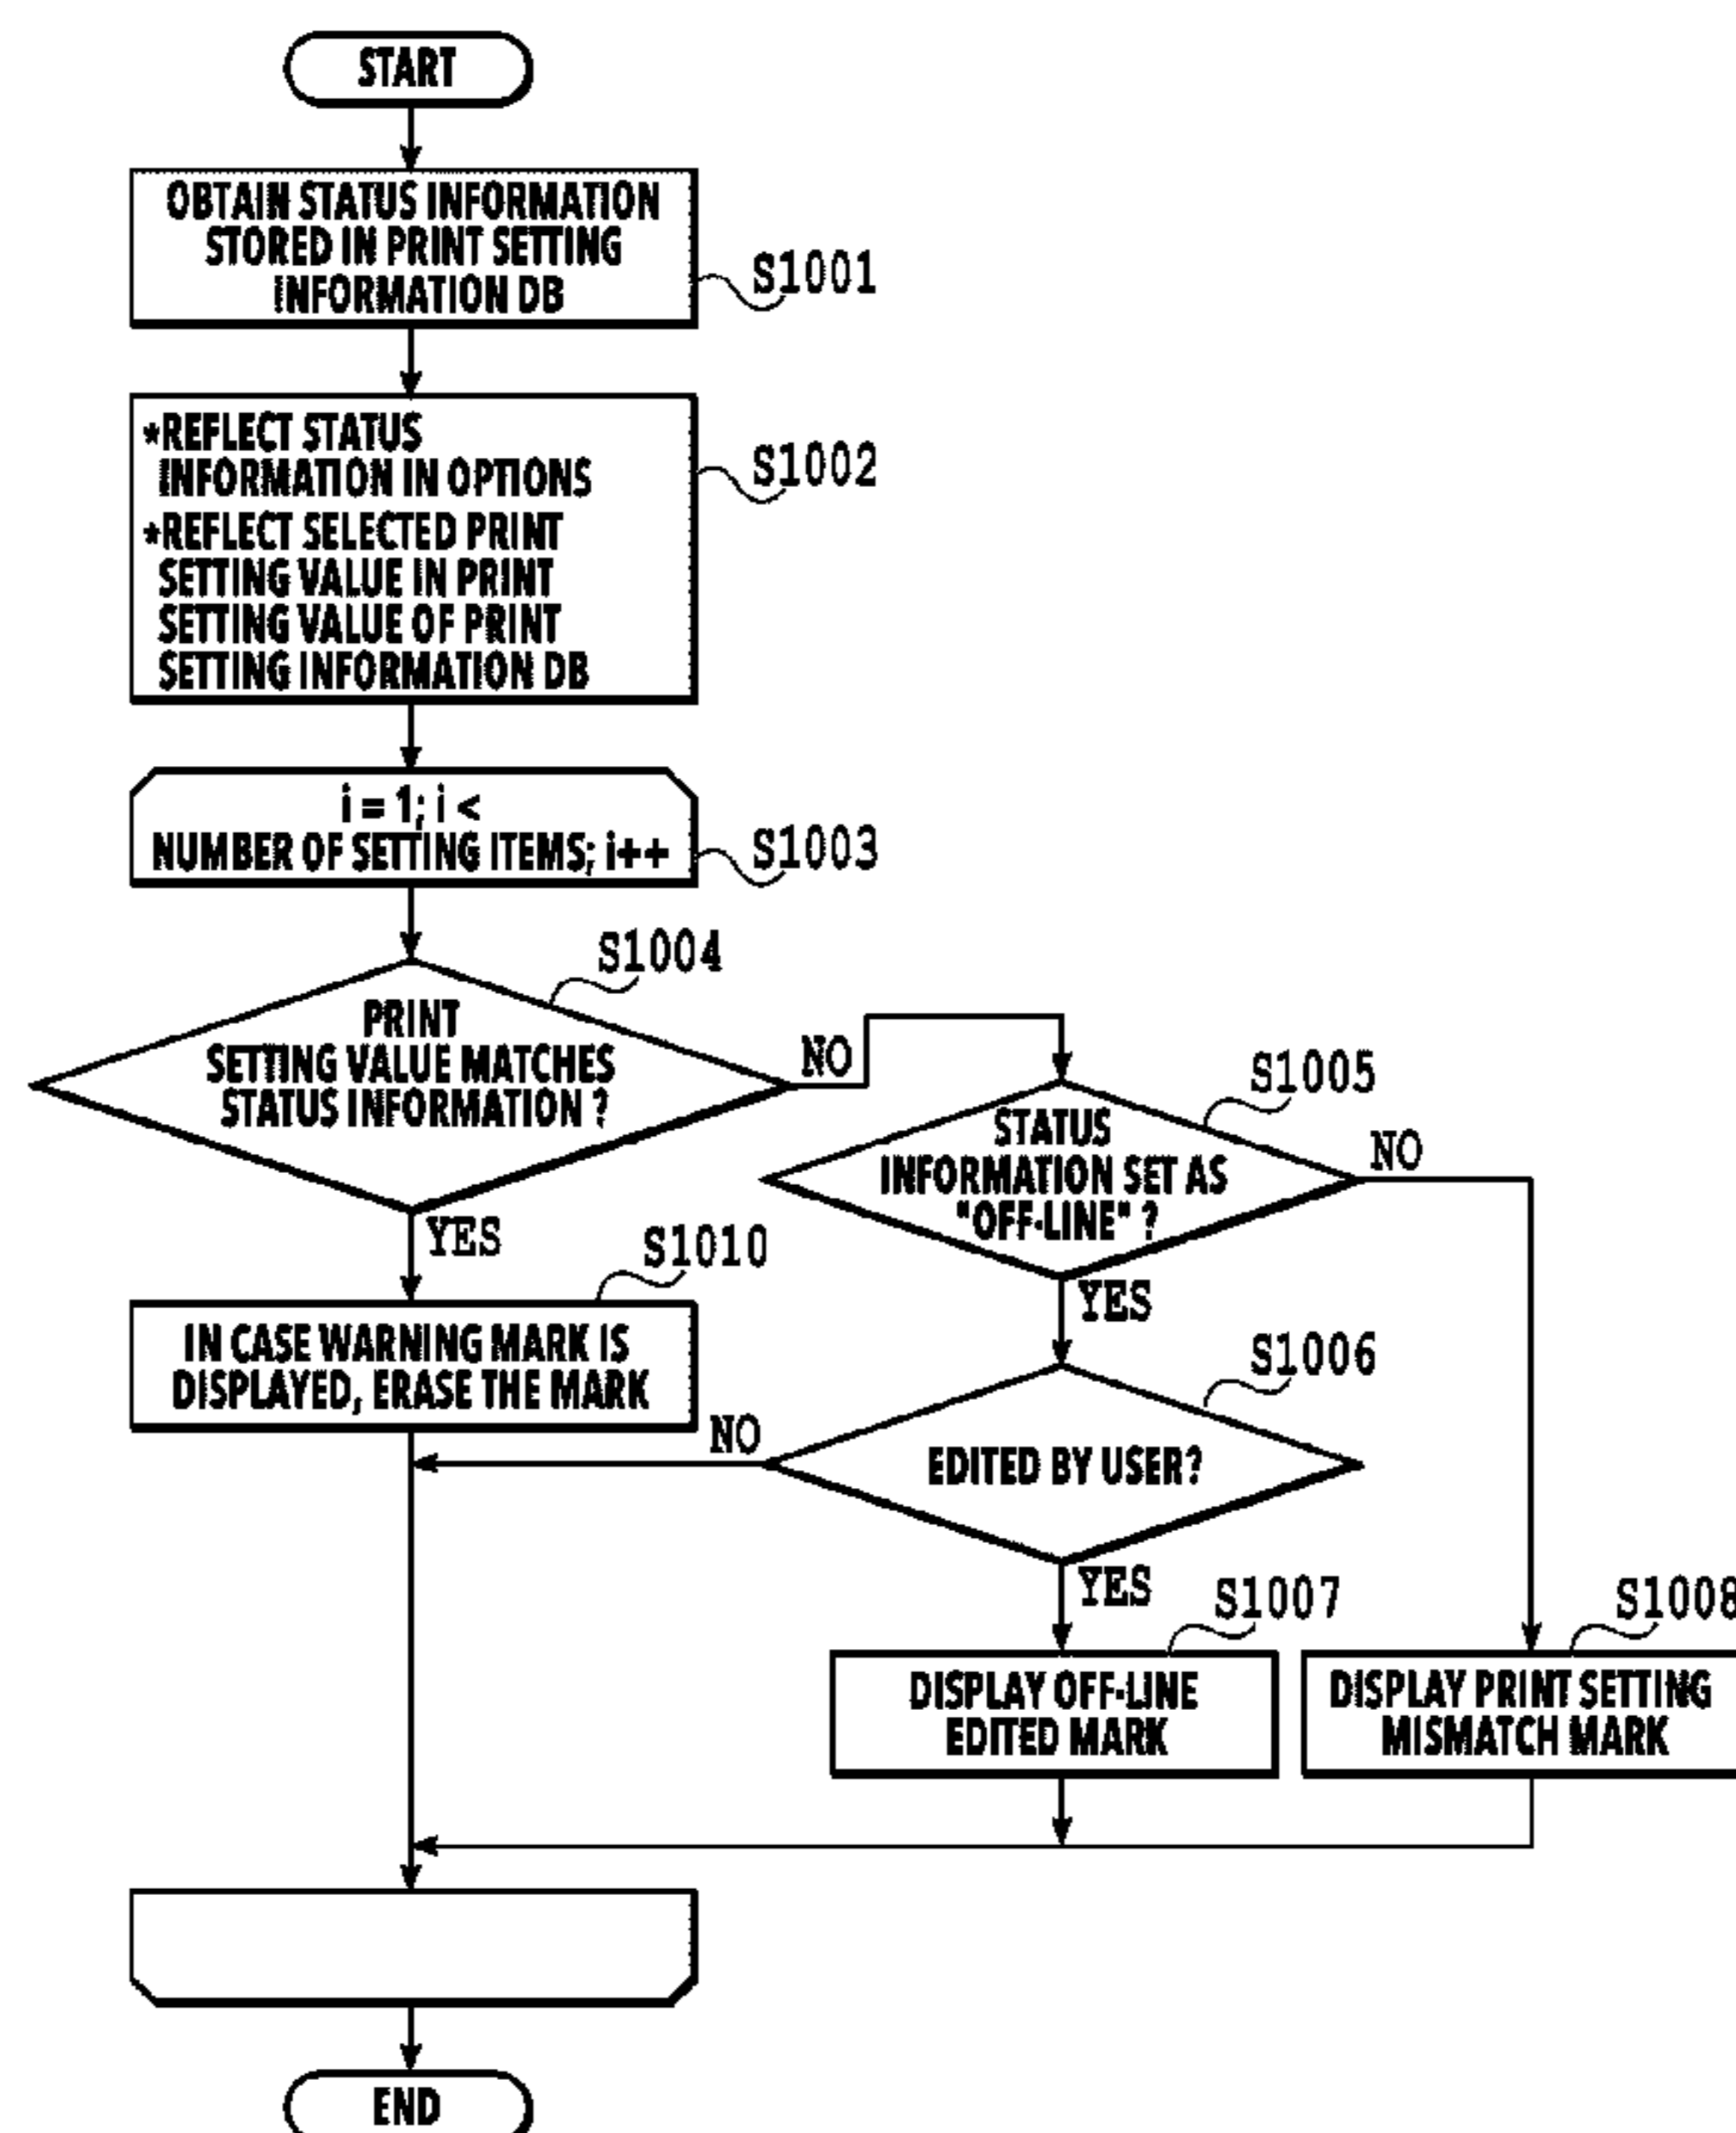 START
OBTAIN STATUS INFORMATION
STORED IN PRINT SETTING
INFORMATION DB
S1001
*REFLECT STATUS
INFORMATION IN OPTIONS
S1002
*REFLECT SELECTED PRINT
SETTING VALUE IN PRINT
SETTING VALUE OF PRINT
SETTING INFORMATION DB
i = 1; i <
NUMBER OF SETTING ITEMS; i++
S1003
S1004
PRINT
SETTING VALUE MATCHES
STATUS INFORMATION ?
NO
YES
S1005
STATUS
INFORMATION SET AS
"OFF-LINE" ?
NO
YES
S1010
IN CASE WARNING MARK IS
DISPLAYED, ERASE THE MARK
S1006
EDITED BY USER?
NO
YES
S1007
DISPLAY OFF-LINE
EDITED MARK
S1008
DISPLAY PRINT SETTING
MISMATCH MARK
END